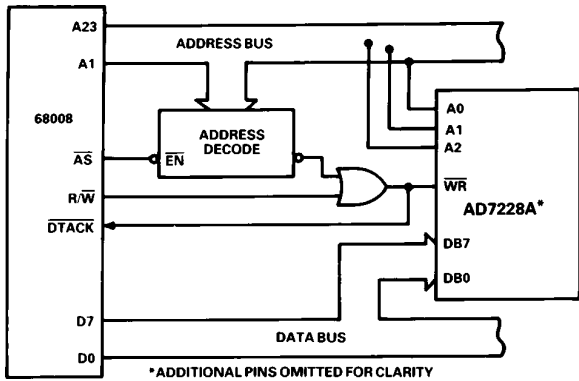 A23
ADDRESS BUS
A1
A0
68008
A1
ADDRESS
DECODE
A2
AS
EN
WR
R/W
AD7228A*
DTACK
DB7
DB0
D7
DATA BUS
D0
*ADDITIONAL PINS OMITTED FOR CLARITY